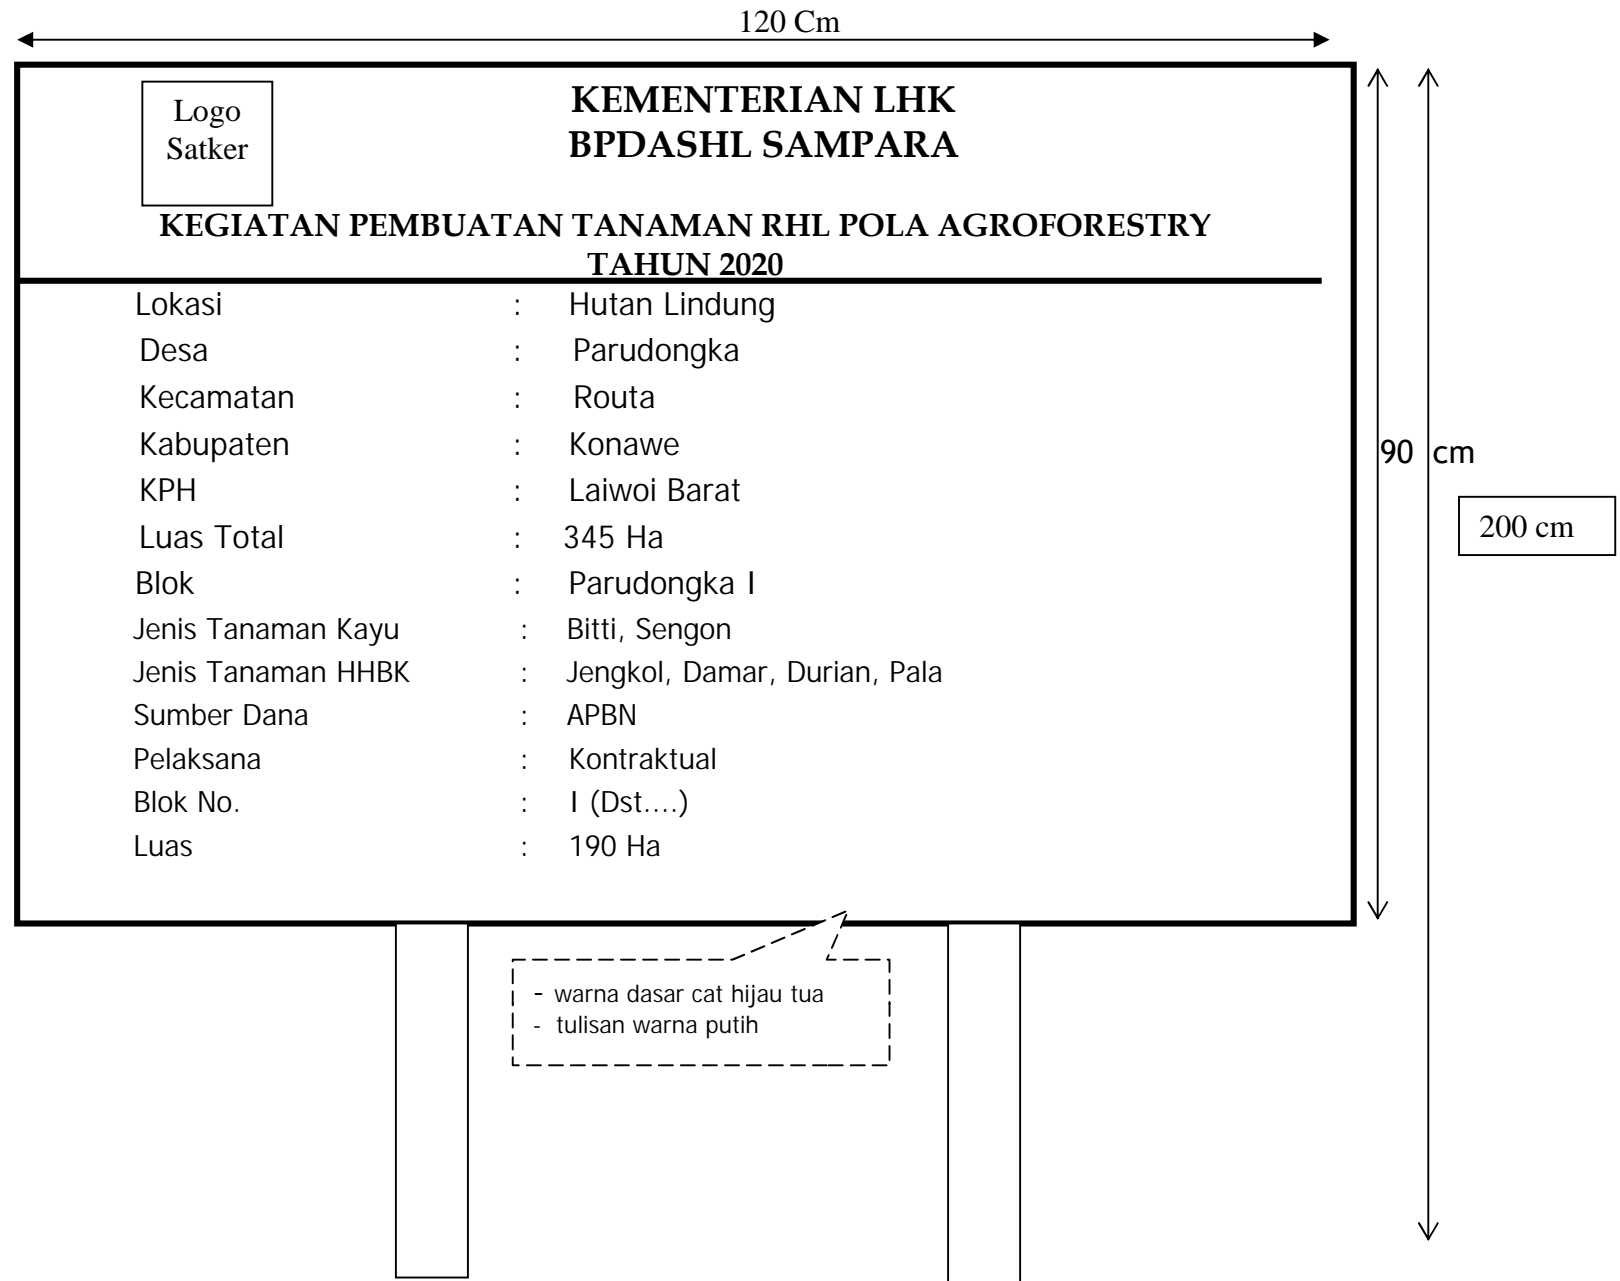 120 Cm
Logo
Satker
KEMENTERIAN LHK
BPDASHL SAMPARA
KEGIATAN PEMBUATAN TANAMAN RHL POLA AGROFORESTRY
TAHUN 2020
Lokasi : Hutan Lindung
Desa : Parudongka
Kecamatan : Routa
Kabupaten : Konawe
KPH : Laiwoi Barat
Luas Total : 345 Ha
Blok : Parudongka I
Jenis Tanaman Kayu : Bitti, Sengon
Jenis Tanaman HHBK : Jengkol, Damar, Durian, Pala
Sumber Dana : APBN
Pelaksana : Kontraktual
Blok No. : I (Dst....)
Luas : 190 Ha
90 cm
200 cm
- warna dasar cat hijau tua
- tulisan warna putih